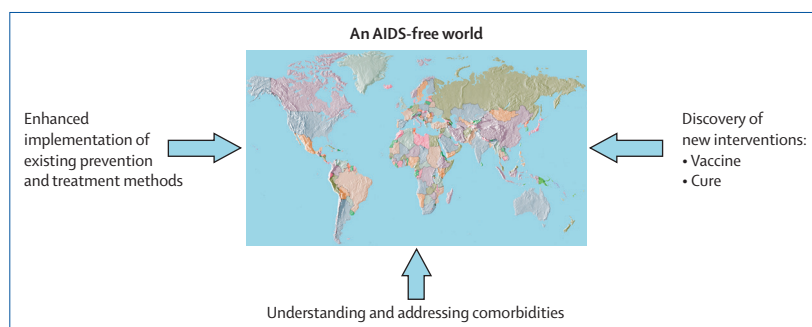 An AIDS-free world
Enhanced
implementation of
existing prevention
and treatment methods
Discovery of
new interventions:
• Vaccine
• Cure
Understanding and addressing comorbidities